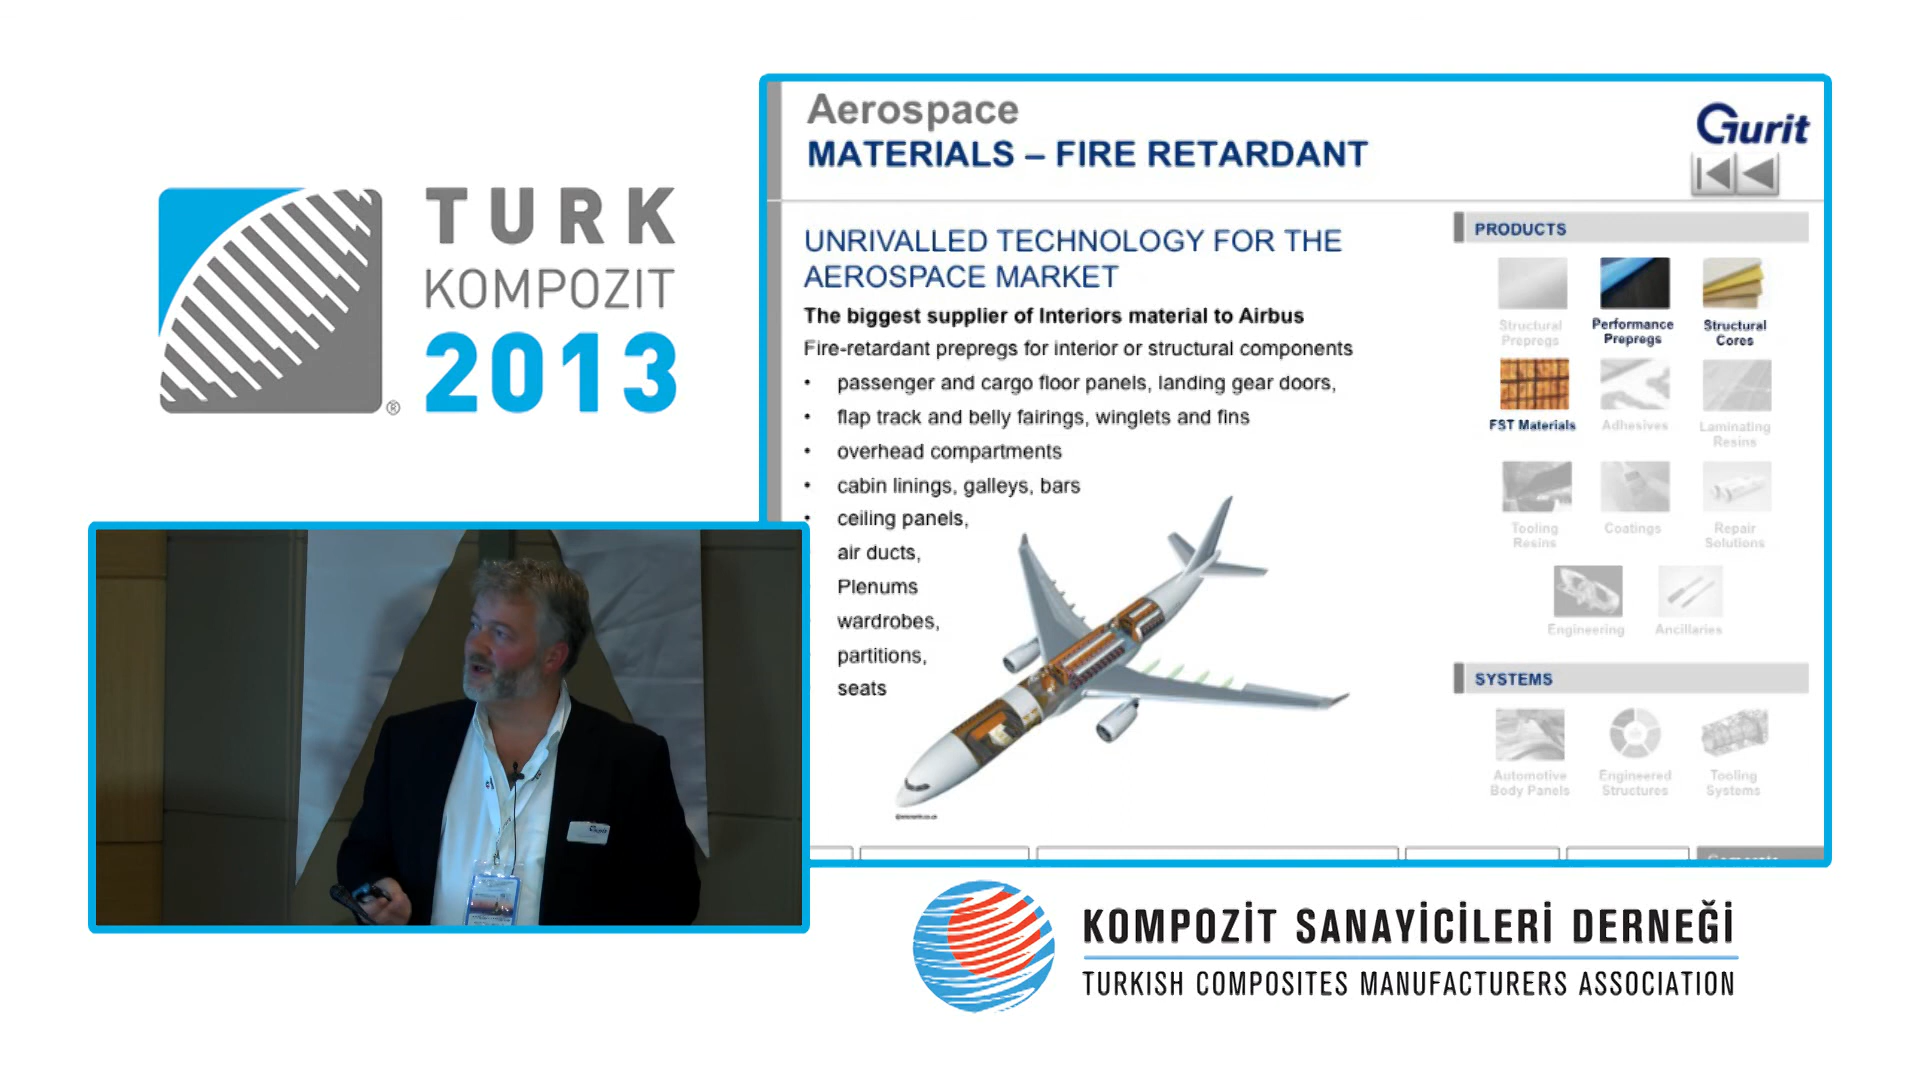 TURK
KOMPOZIT
2013
®
Aerospace
MATERIALS – FIRE RETARDANT
Gurit
UNRIVALLED TECHNOLOGY FOR THE
AEROSPACE MARKET
The biggest supplier of Interiors material to Airbus
Fire-retardant prepregs for interior or structural components
• passenger and cargo floor panels, landing gear doors,
• flap track and belly fairings, winglets and fins
• overhead compartments
• cabin linings, galleys, bars
• ceiling panels,
air ducts,
Plenums
wardrobes,
partitions,
seats
PRODUCTS
Structural
Prepregs
Performance
Prepregs
Structural
Cores
FST Materials
Adhesives
Laminating
Resins
Tooling
Resins
Coatings
Repair
Solutions
Engineering
Ancillaries
SYSTEMS
Automotive
Body Panels
Engineered
Structures
Tooling
Systems
Gurit
KOMPOZİT SANAYİCİLERİ DERNEĞİ
TURKISH COMPOSITES MANUFACTURERS ASSOCIATION